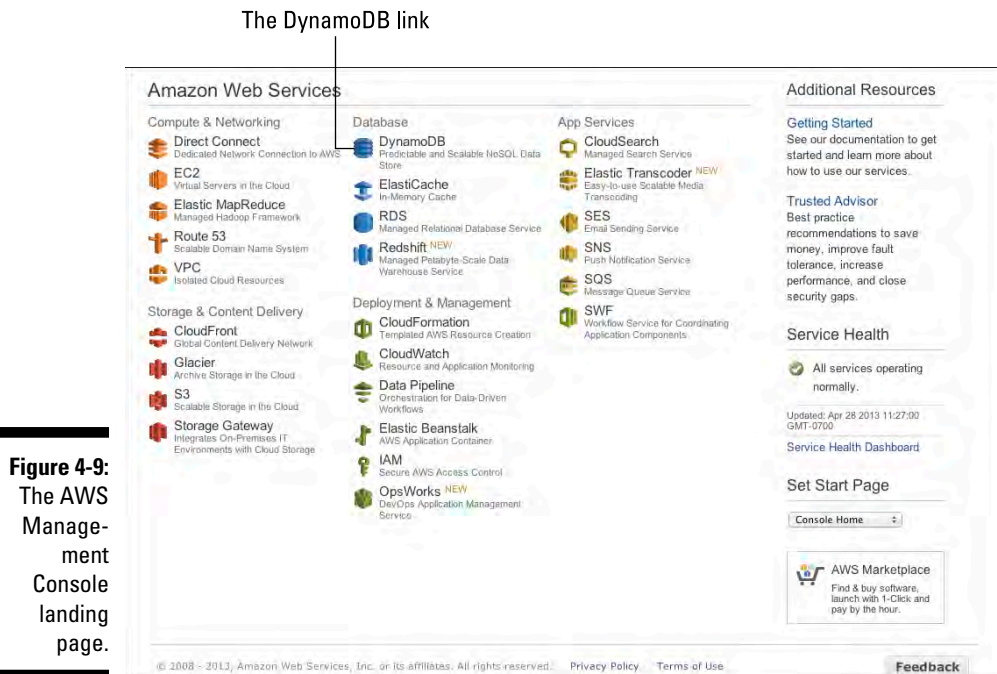 The DynamoDB link
Amazon Web Services
Compute & Networking
Direct Connect
Dedicated Network Connection to AWS
EC2
Virtual Servers in the Cloud
Elastic MapReduce
Managed Hadoop Framework
Route 53
Scalable Domain Name System
VPC
Isolated Cloud Resources
Storage & Content Delivery
CloudFront
Global Content Delivery Network
Glacier
Archive Storage in the Cloud
S3
Scalable Storage in the Cloud
Storage Gateway
Integrates On-Premises IT
Environments with Cloud Storage
Database
DynamoDB
Predictable and Scalable NoSQL Data
Store
ElastiCache
In-Memory Cache
RDS
Managed Relational Database Service
Redshift NEW
Managed Petabyte-Scale Data
Warehouse Service
Deployment & Management
CloudFormation
Templated AWS Resource Creation
CloudWatch
Resource and Application Monitoring
Data Pipeline
Orchestration for Data-Driven
Workflows
Elastic Beanstalk
AWS Application Container
IAM
Secure AWS Access Control
OpsWorks NEW
DevOps Application Management
Service
App Services
CloudSearch
Managed Search Service
Elastic Transcoder NEW
Easy-to-use Scalable Media
Transcoding
SES
Email Sending Service
SNS
Push Notification Service
SQS
Message Queue Service
SWF
Workflow Service for Coordinating
Application Components
Additional Resources
Getting Started
See our documentation to get
started and learn more about
how to use our services.
Trusted Advisor
Best practice
recommendations to save
money, improve fault
tolerance, increase
performance, and close
security gaps.
Service Health
All services operating
normally.
Updated: Apr 28 2013 11:27:00
GMT-0700
Service Health Dashboard
Set Start Page
Console Home
AWS Marketplace
Find & buy software,
launch with 1-Click and
pay by the hour.
© 2008 - 2013, Amazon Web Services, Inc. or its affiliates. All rights reserved. Privacy Policy Terms of Use
Feedback
Figure 4-9:
The AWS
Manage-
ment
Console
landing
page.